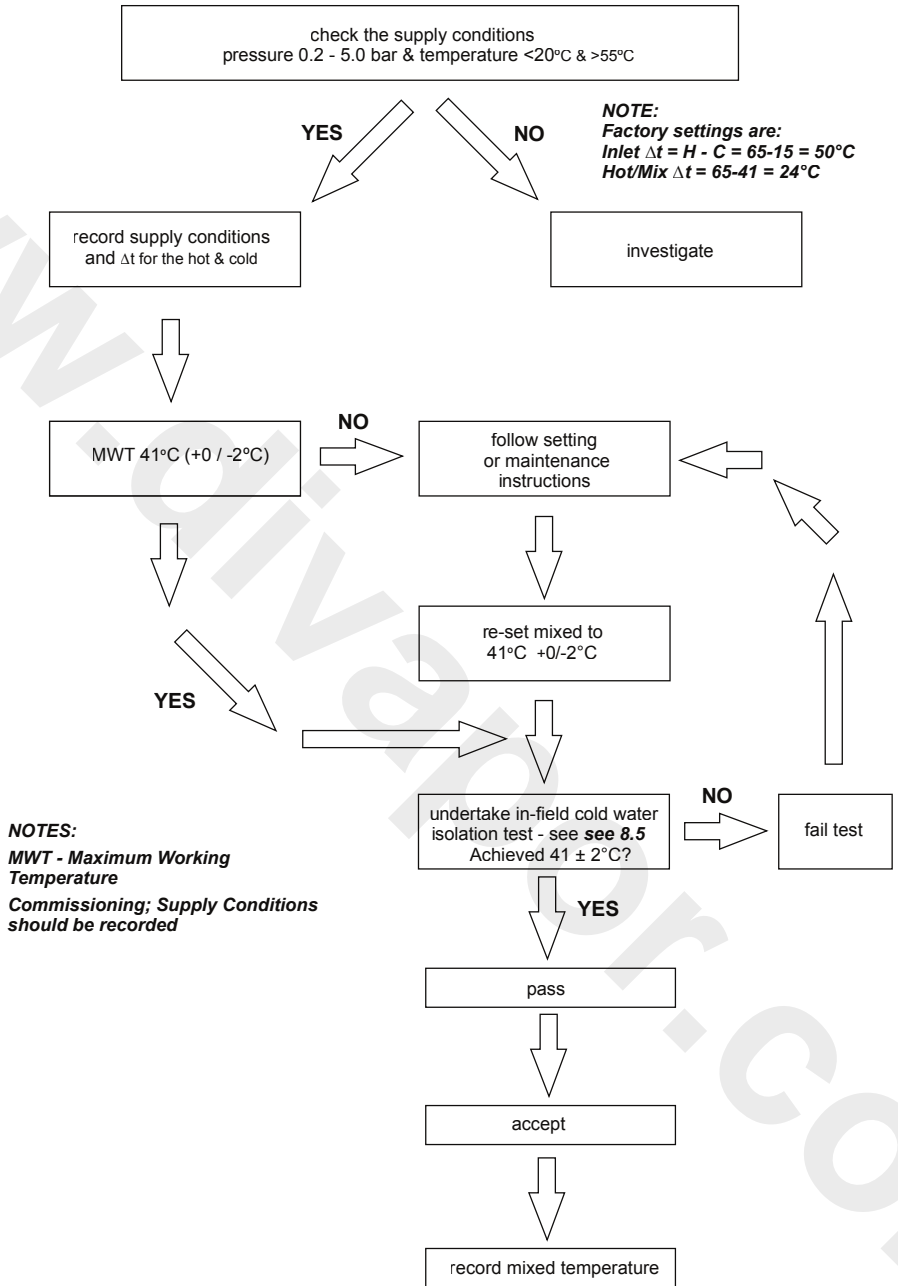 check the supply conditions
pressure 0.2 - 5.0 bar & temperature <20ºC & >55ºC
YES
NO
NOTE:
Factory settings are:
Inlet ∆t = H - C = 65-15 = 50°C
Hot/Mix ∆t = 65-41 = 24°C
record supply conditions
and ∆t for the hot & cold
investigate
MWT 41ºC (+0 / -2ºC)
NO
follow setting
or maintenance
instructions
re-set mixed to
41ºC +0/-2°C
YES
undertake in-field cold water
isolation test - see see 8.5
Achieved 41 ± 2°C?
NO
fail test
NOTES:
MWT - Maximum Working
Temperature
Commissioning; Supply Conditions
should be recorded
YES
pass
accept
record mixed temperature
w.divapor.co